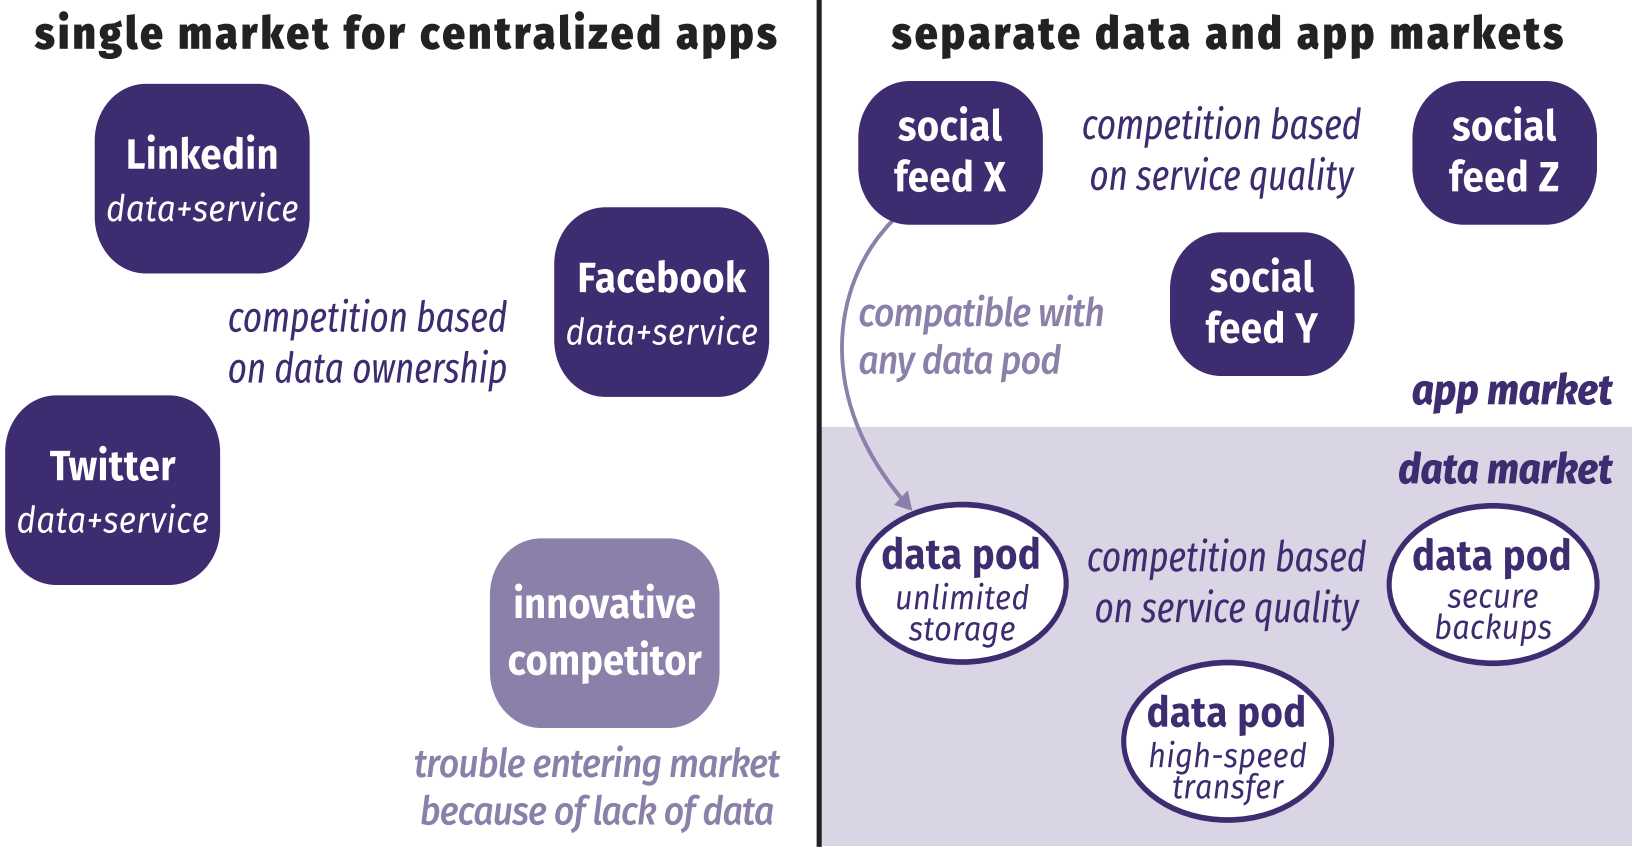 single market for centralized apps
Linkedin
data+service
Facebook
data+service
competition based
on data ownership
Twitter
data+service
innovative
competitor
trouble entering market
because of lack of data
separate data and app markets
social
feed X
competition based
on service quality
social
feed Z
social
feed Y
compatible with
any data pod
app market
data market
data pod
unlimited
storage
competition based
on service quality
data pod
secure
backups
data pod
high-speed
transfer